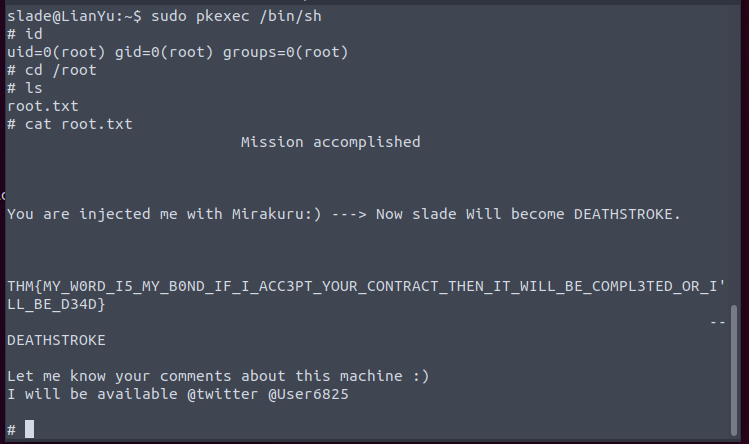 slade@LianYu:~$ sudo pkexec /bin/sh
# id
uid=0(root) gid=0(root) groups=0(root)
# cd /root
# ls
root.txt
# cat root.txt
Mission accomplished
You are injected me with Mirakuru:) ---> Now slade Will become DEATHSTROKE.
THM{MY_W0RD_I5_MY_B0ND_IF_I_ACC3PT_YOUR_CONTRACT_THEN_IT_WILL_BE_COMPL3TED_OR_I'
LL_BE_D34D}
--
DEATHSTROKE
Let me know your comments about this machine :)
I will be available @twitter @User6825
#